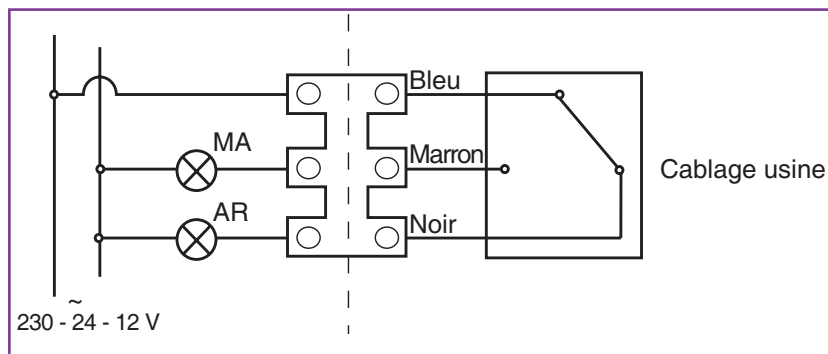 Bleu
MA
Marron
Cablage usine
AR
Noir
~
230 - 24 - 12 V